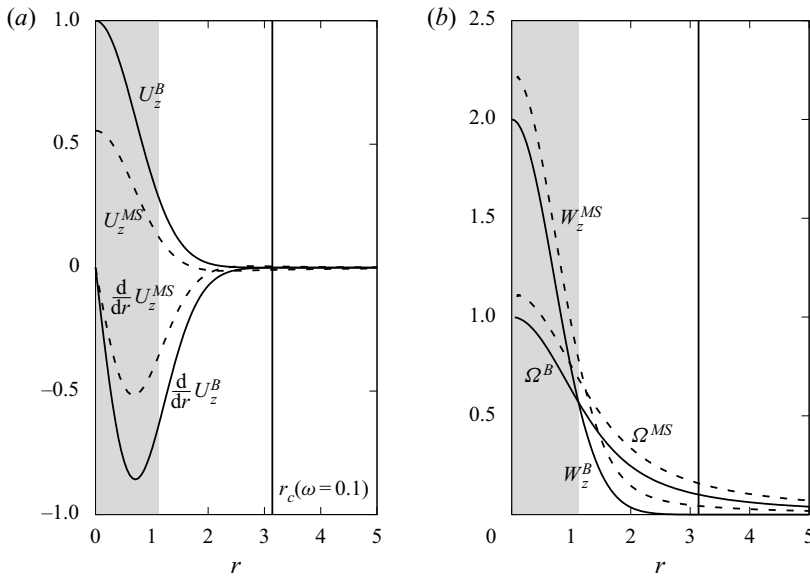 (a)
1.0
0.5
0
–0.5
–1.0
U_z^B
U_z^{MS}
d/dr U_z^{MS}
d/dr U_z^B
r_c(ω = 0.1)
0 1 2 3 4 5
r
(b)
2.5
2.0
1.5
1.0
0.5
W_z^{MS}
Ω^B
Ω^{MS}
W_z^B
0 1 2 3 4 5
r